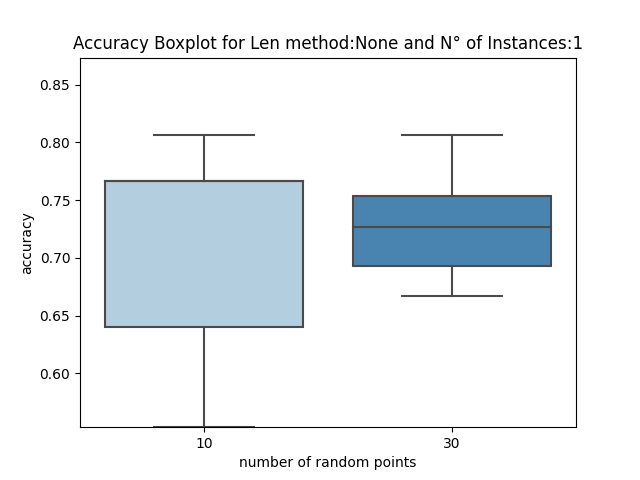 Accuracy Boxplot for Len method:None and N° of Instances:1
0.85
0.80
0.75
0.70
0.65
0.60
accuracy
10 30
number of random points